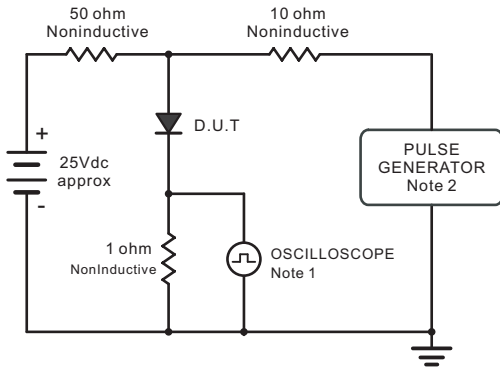 50 ohm
Noninductive
10 ohm
Noninductive
D.U.T
+
25Vdc
approx
-
PULSE
GENERATOR
Note 2
1 ohm
NonInductive
OSCILLOSCOPE
Note 1